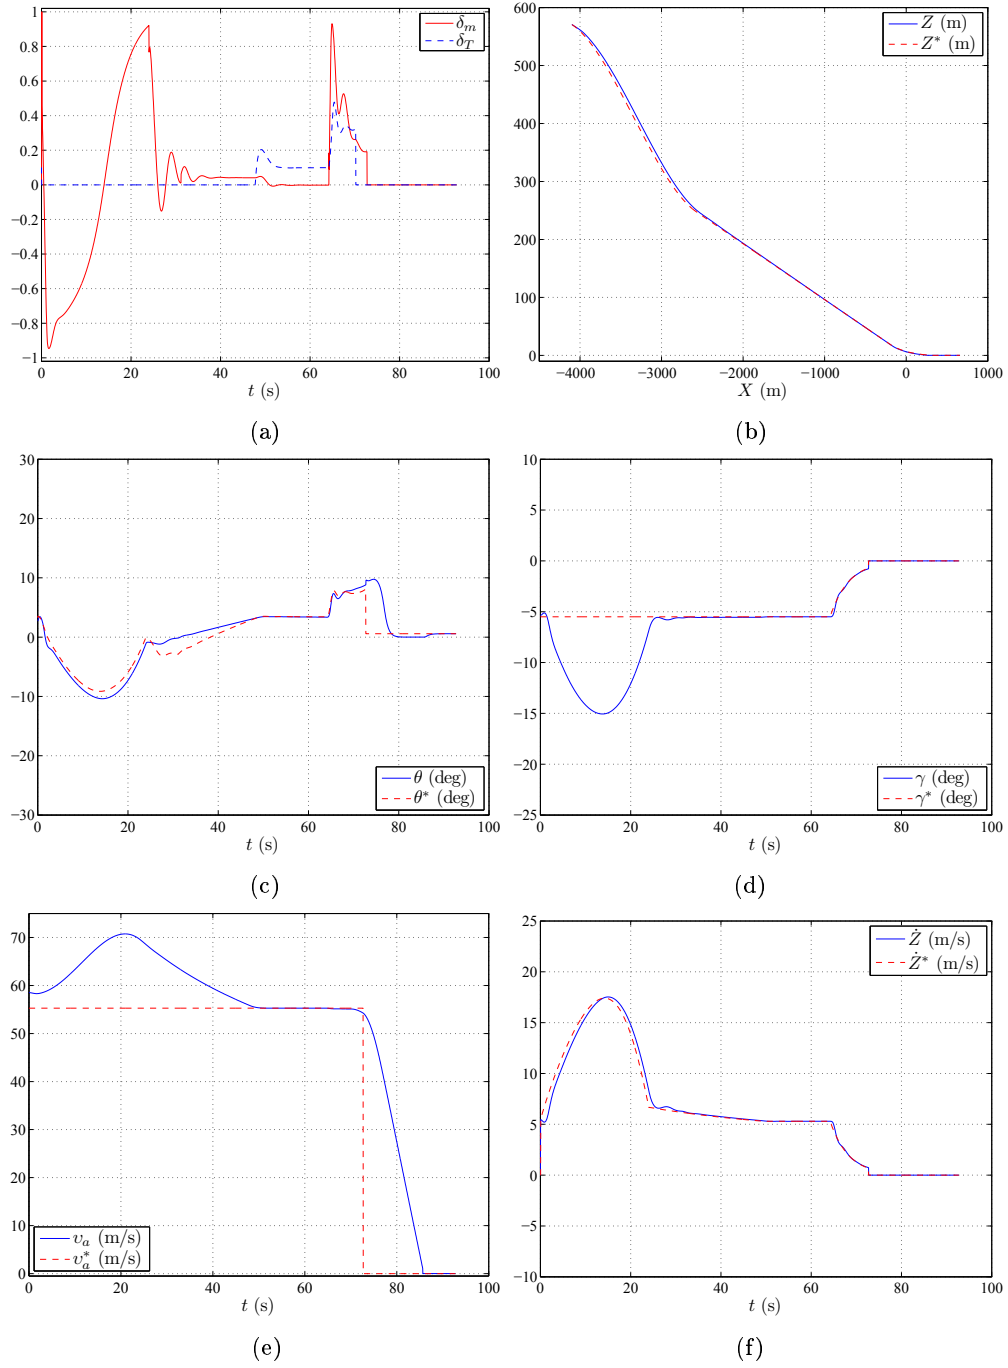 1
0.8
0.6
0.4
0.2
0
−0.2
−0.4
−0.6
−0.8
−1
0 20 40 60 80 100
t (s)
δ_m
δ_T
(a)
600
500
400
300
200
100
0
−4000 −3000 −2000 −1000 0 1000
X (m)
Z (m)
Z* (m)
(b)
30
20
10
0
−10
−20
−30
0 20 40 60 80 100
t (s)
θ (deg)
θ* (deg)
(c)
10
5
0
−5
−10
−15
−20
−25
0 20 40 60 80 100
t (s)
γ (deg)
γ* (deg)
(d)
70
60
50
40
30
20
10
0
0 20 40 60 80 100
t (s)
υ_a (m/s)
υ_a* (m/s)
(e)
25
20
15
10
5
0
−5
−10
0 20 40 60 80 100
t (s)
Ż (m/s)
Ż* (m/s)
(f)